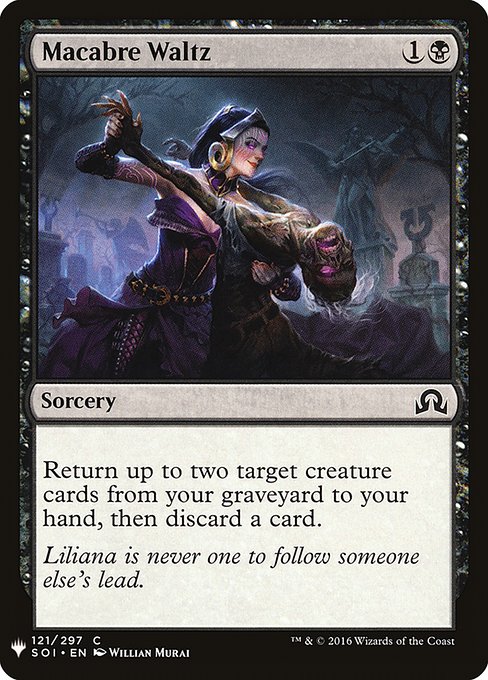 Macabre Waltz 1
Sorcery
Return up to two target creature
cards from your graveyard to your
hand, then discard a card.
Liliana is never one to follow someone
else's lead.
121/297 C
SOI • EN Willian Murai
™ & © 2016 Wizards of the Coast